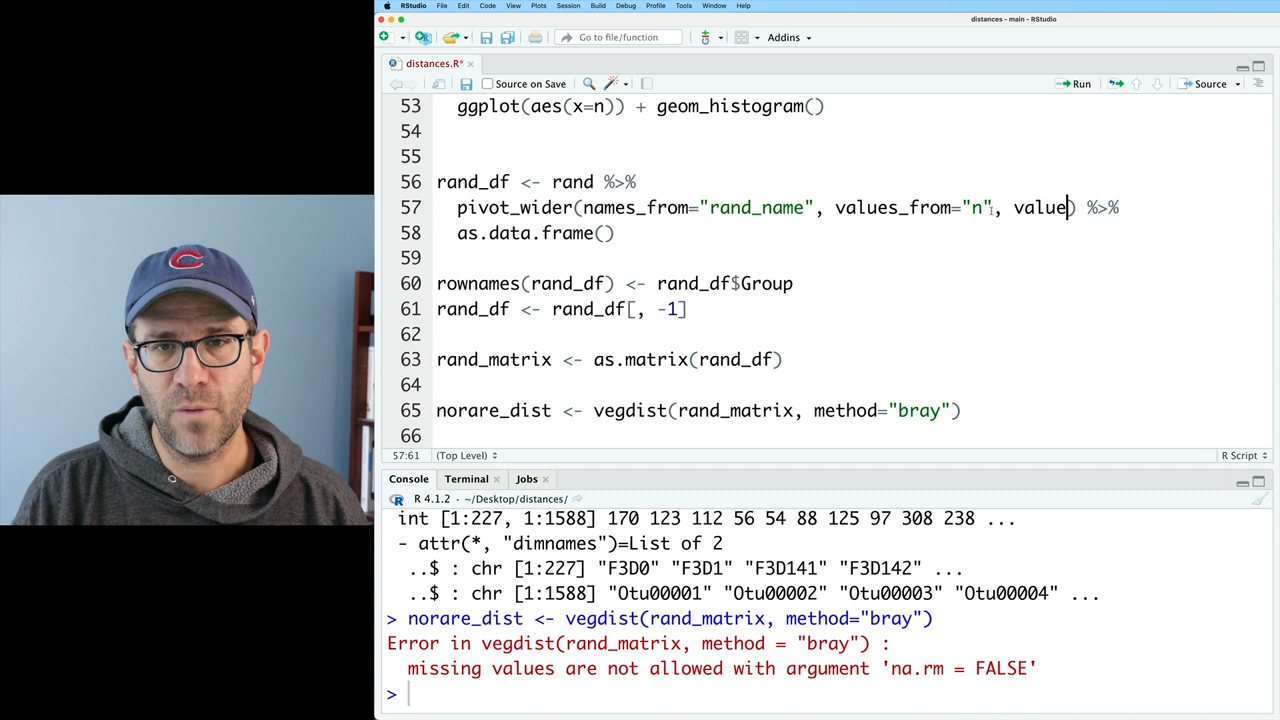 RStudio File Edit Code View Plots Session Build Debug Profile Tools Window Help
distances - main - RStudio
Go to file/function Addins
distances.R*
Source on Save Run Source
53 ggplot(aes(x=n)) + geom_histogram()
54
55
56 rand_df <- rand %>%
57 pivot_wider(names_from="rand_name", values_from="n", value) %>%
58 as.data.frame()
59
60 rownames(rand_df) <- rand_df$Group
61 rand_df <- rand_df[, -1]
62
63 rand_matrix <- as.matrix(rand_df)
64
65 norare_dist <- vegdist(rand_matrix, method="bray")
66
57:61 (Top Level) R Script
Console Terminal Jobs
R 4.1.2 · ~/Desktop/distances/
int [1:227, 1:1588] 170 123 112 56 54 88 125 97 308 238 ...
- attr(*, "dimnames")=List of 2
..$ : chr [1:227] "F3D0" "F3D1" "F3D141" "F3D142" ...
..$ : chr [1:1588] "Otu00001" "Otu00002" "Otu00003" "Otu00004" ...
> norare_dist <- vegdist(rand_matrix, method="bray")
Error in vegdist(rand_matrix, method = "bray") :
missing values are not allowed with argument 'na.rm = FALSE'
>